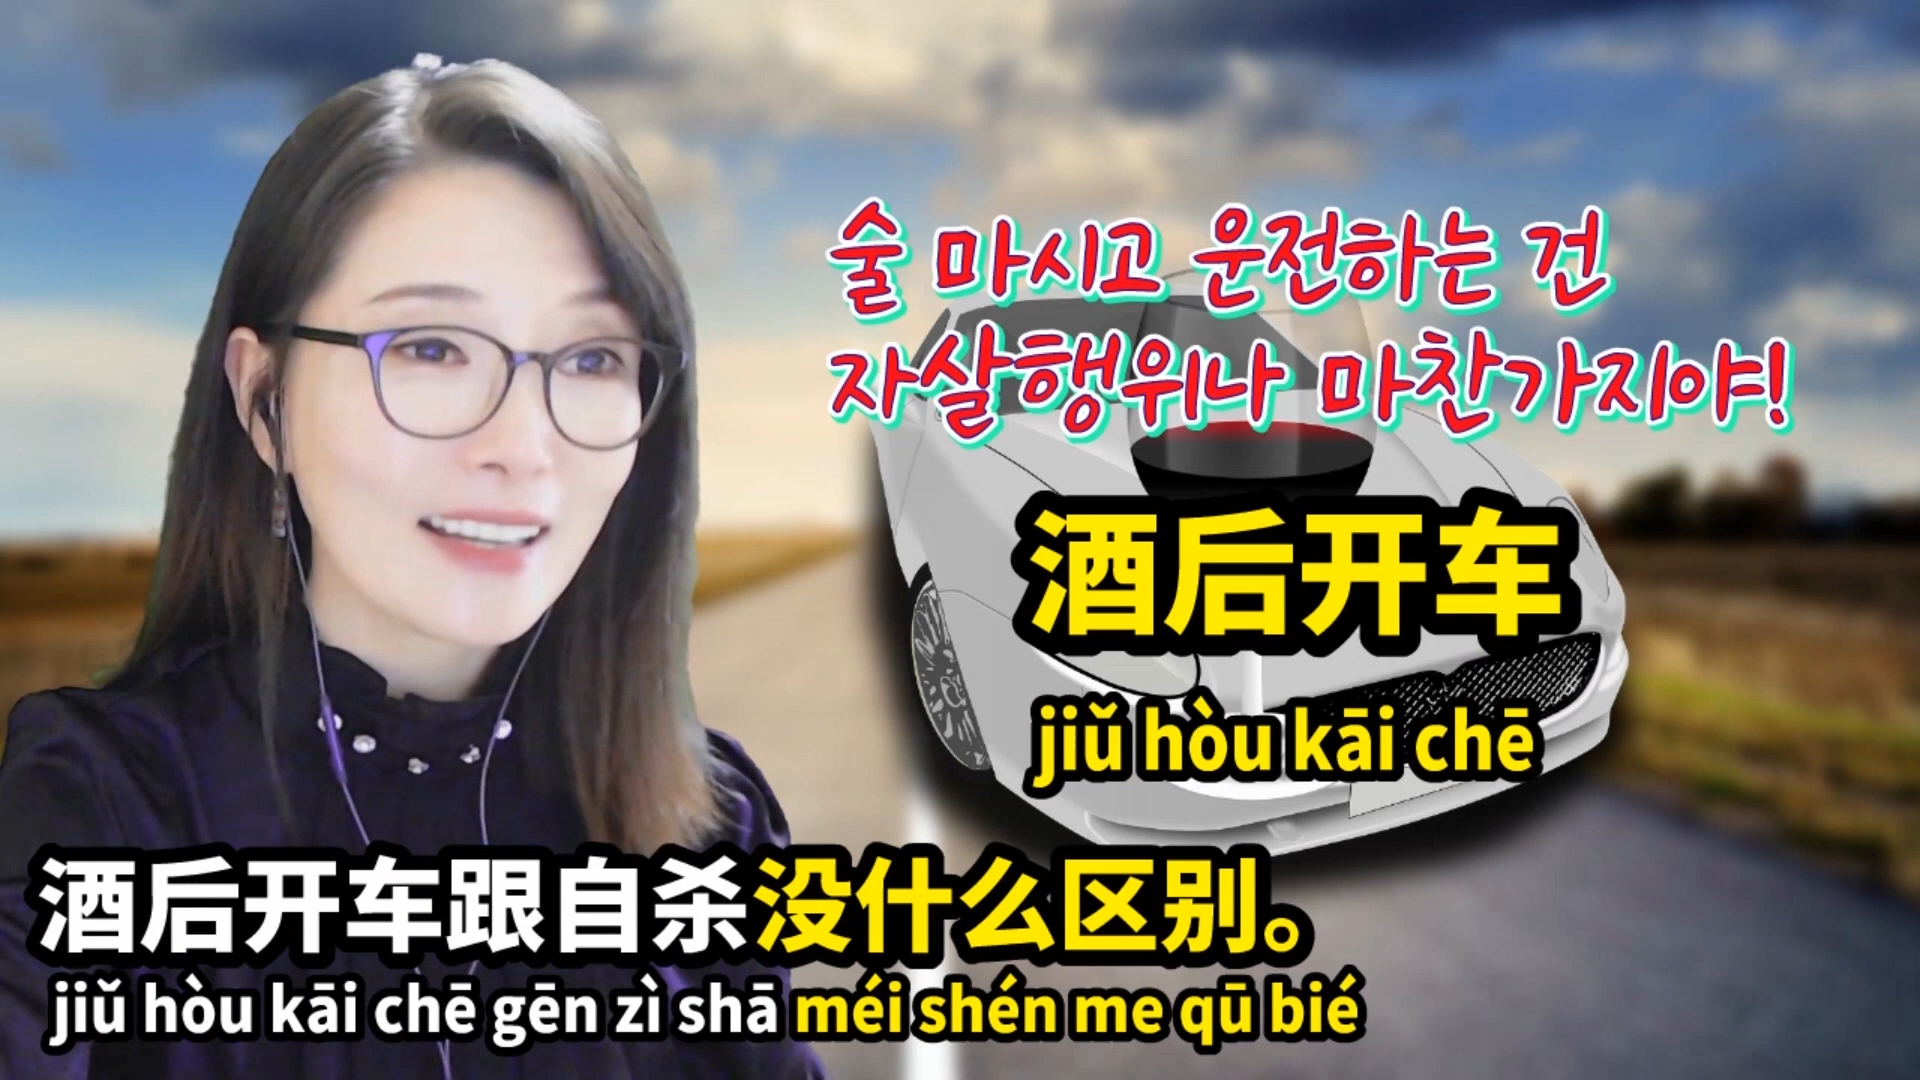 술 마시고 운전하는 건
자살행위나 마찬가지야!
酒后开车
jiǔ hòu kāi chē
酒后开车跟自杀没什么区别。
jiǔ hòu kāi chē gēn zì shā méi shén me qū bié